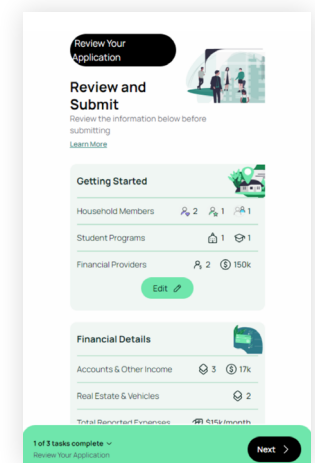 Review Your
Application
Review and
Submit
Review the information below before
submitting
Learn More
Getting Started
Household Members 2 1 1
Student Programs 1 1
Financial Providers 2 150k
Edit
Financial Details
Accounts & Other Income 3 17k
Real Estate & Vehicles 2
Total Reported Expenses $15k/month
1 of 3 tasks complete
Review Your Application
Next